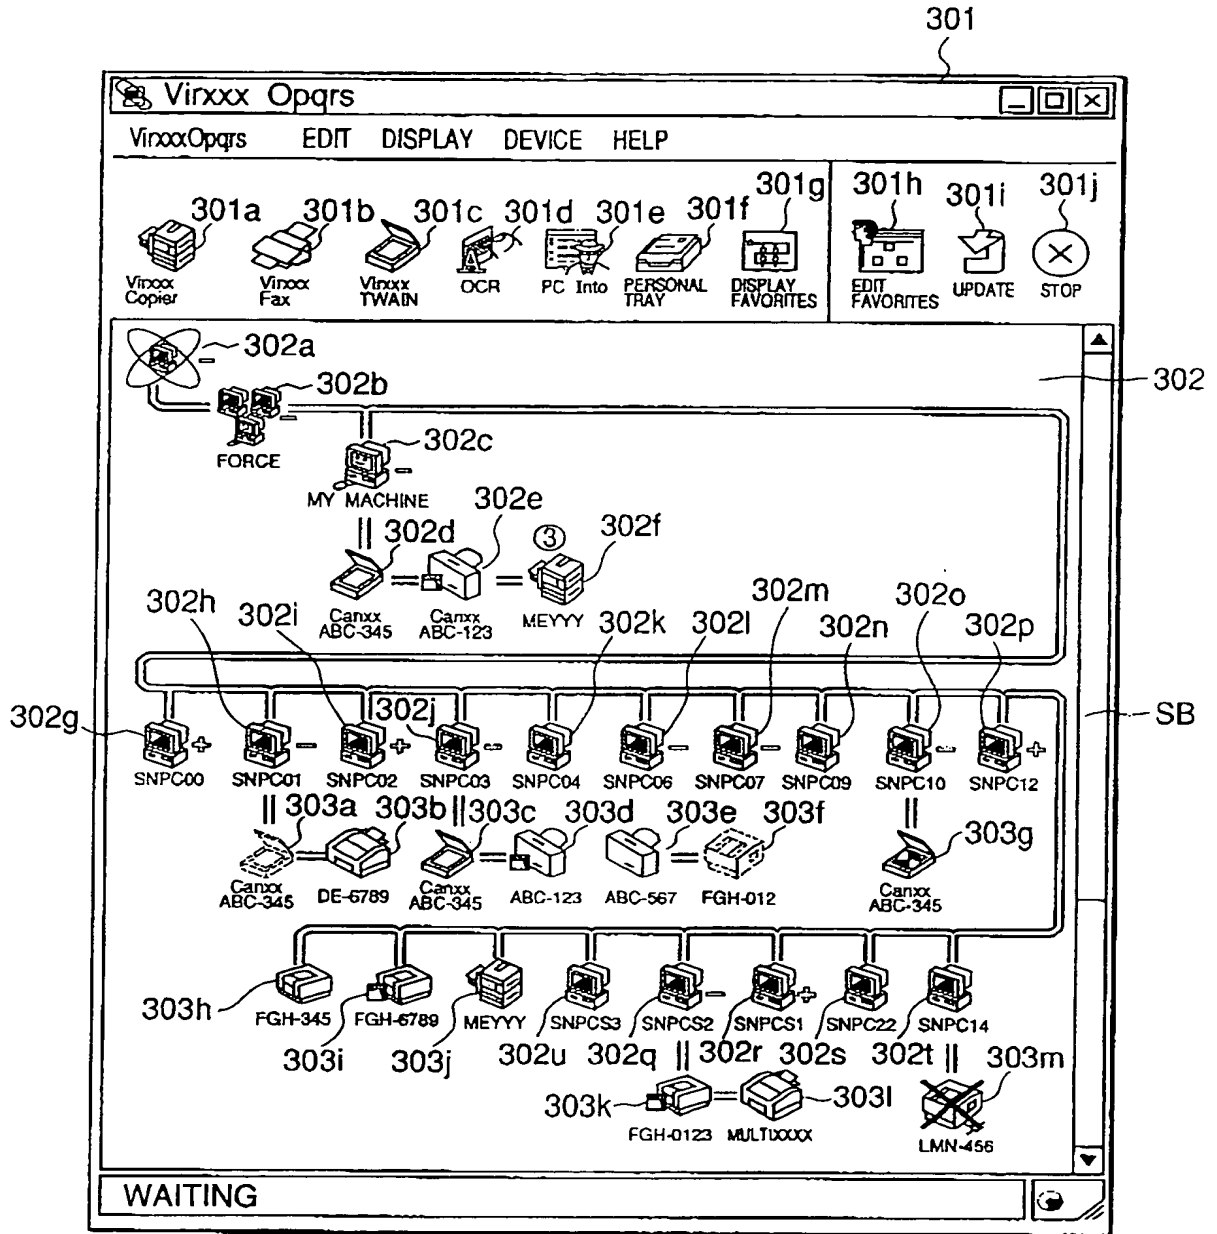 301
Virxxx Opqrs
VirxxxOpqrs EDIT DISPLAY DEVICE HELP
301a 301b 301c 301d 301e 301f 301g 301h 301i 301j
Virxxx Copier
Virxxx Fax
Virxxx TWAIN
OCR
PC Into
PERSONAL TRAY
DISPLAY FAVORITES
EDIT FAVORITES
UPDATE
STOP
302a
302b
302
FORCE
302c
MY MACHINE
302d 302e 302f
3
Canxx ABC-345
Canxx ABC-123
MEYYY
302h 302i 302k 302l 302m 302n 302o 302p
302g 302j SB
SNPC00 SNPC01 SNPC02 SNPC03 SNPC04 SNPC06 SNPC07 SNPC09 SNPC10 SNPC12
303a 303b 303c 303d 303e 303f 303g
Canxx ABC-345
DE-6789
Canxx ABC-345
ABC-123
ABC-567
FGH-012
Canxx ABC-345
303h FGH-345 FGH-6789 MEYYY SNPCS3 SNPCS2 SNPCS1 SNPC22 SNPC14
303i 303j 302u 302q 302r 302s 302t 303m
303k 303l
FGH-0123 MULTIXXXX LMN-456
WAITING